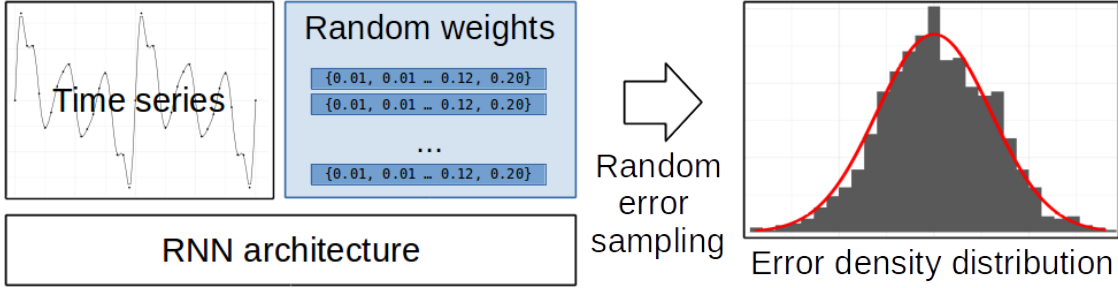 Time series
Random weights
{0.01, 0.01 … 0.12, 0.20}
{0.01, 0.01 … 0.12, 0.20}
...
{0.01, 0.01 … 0.12, 0.20}
RNN architecture
Random
error
sampling
Error density distribution